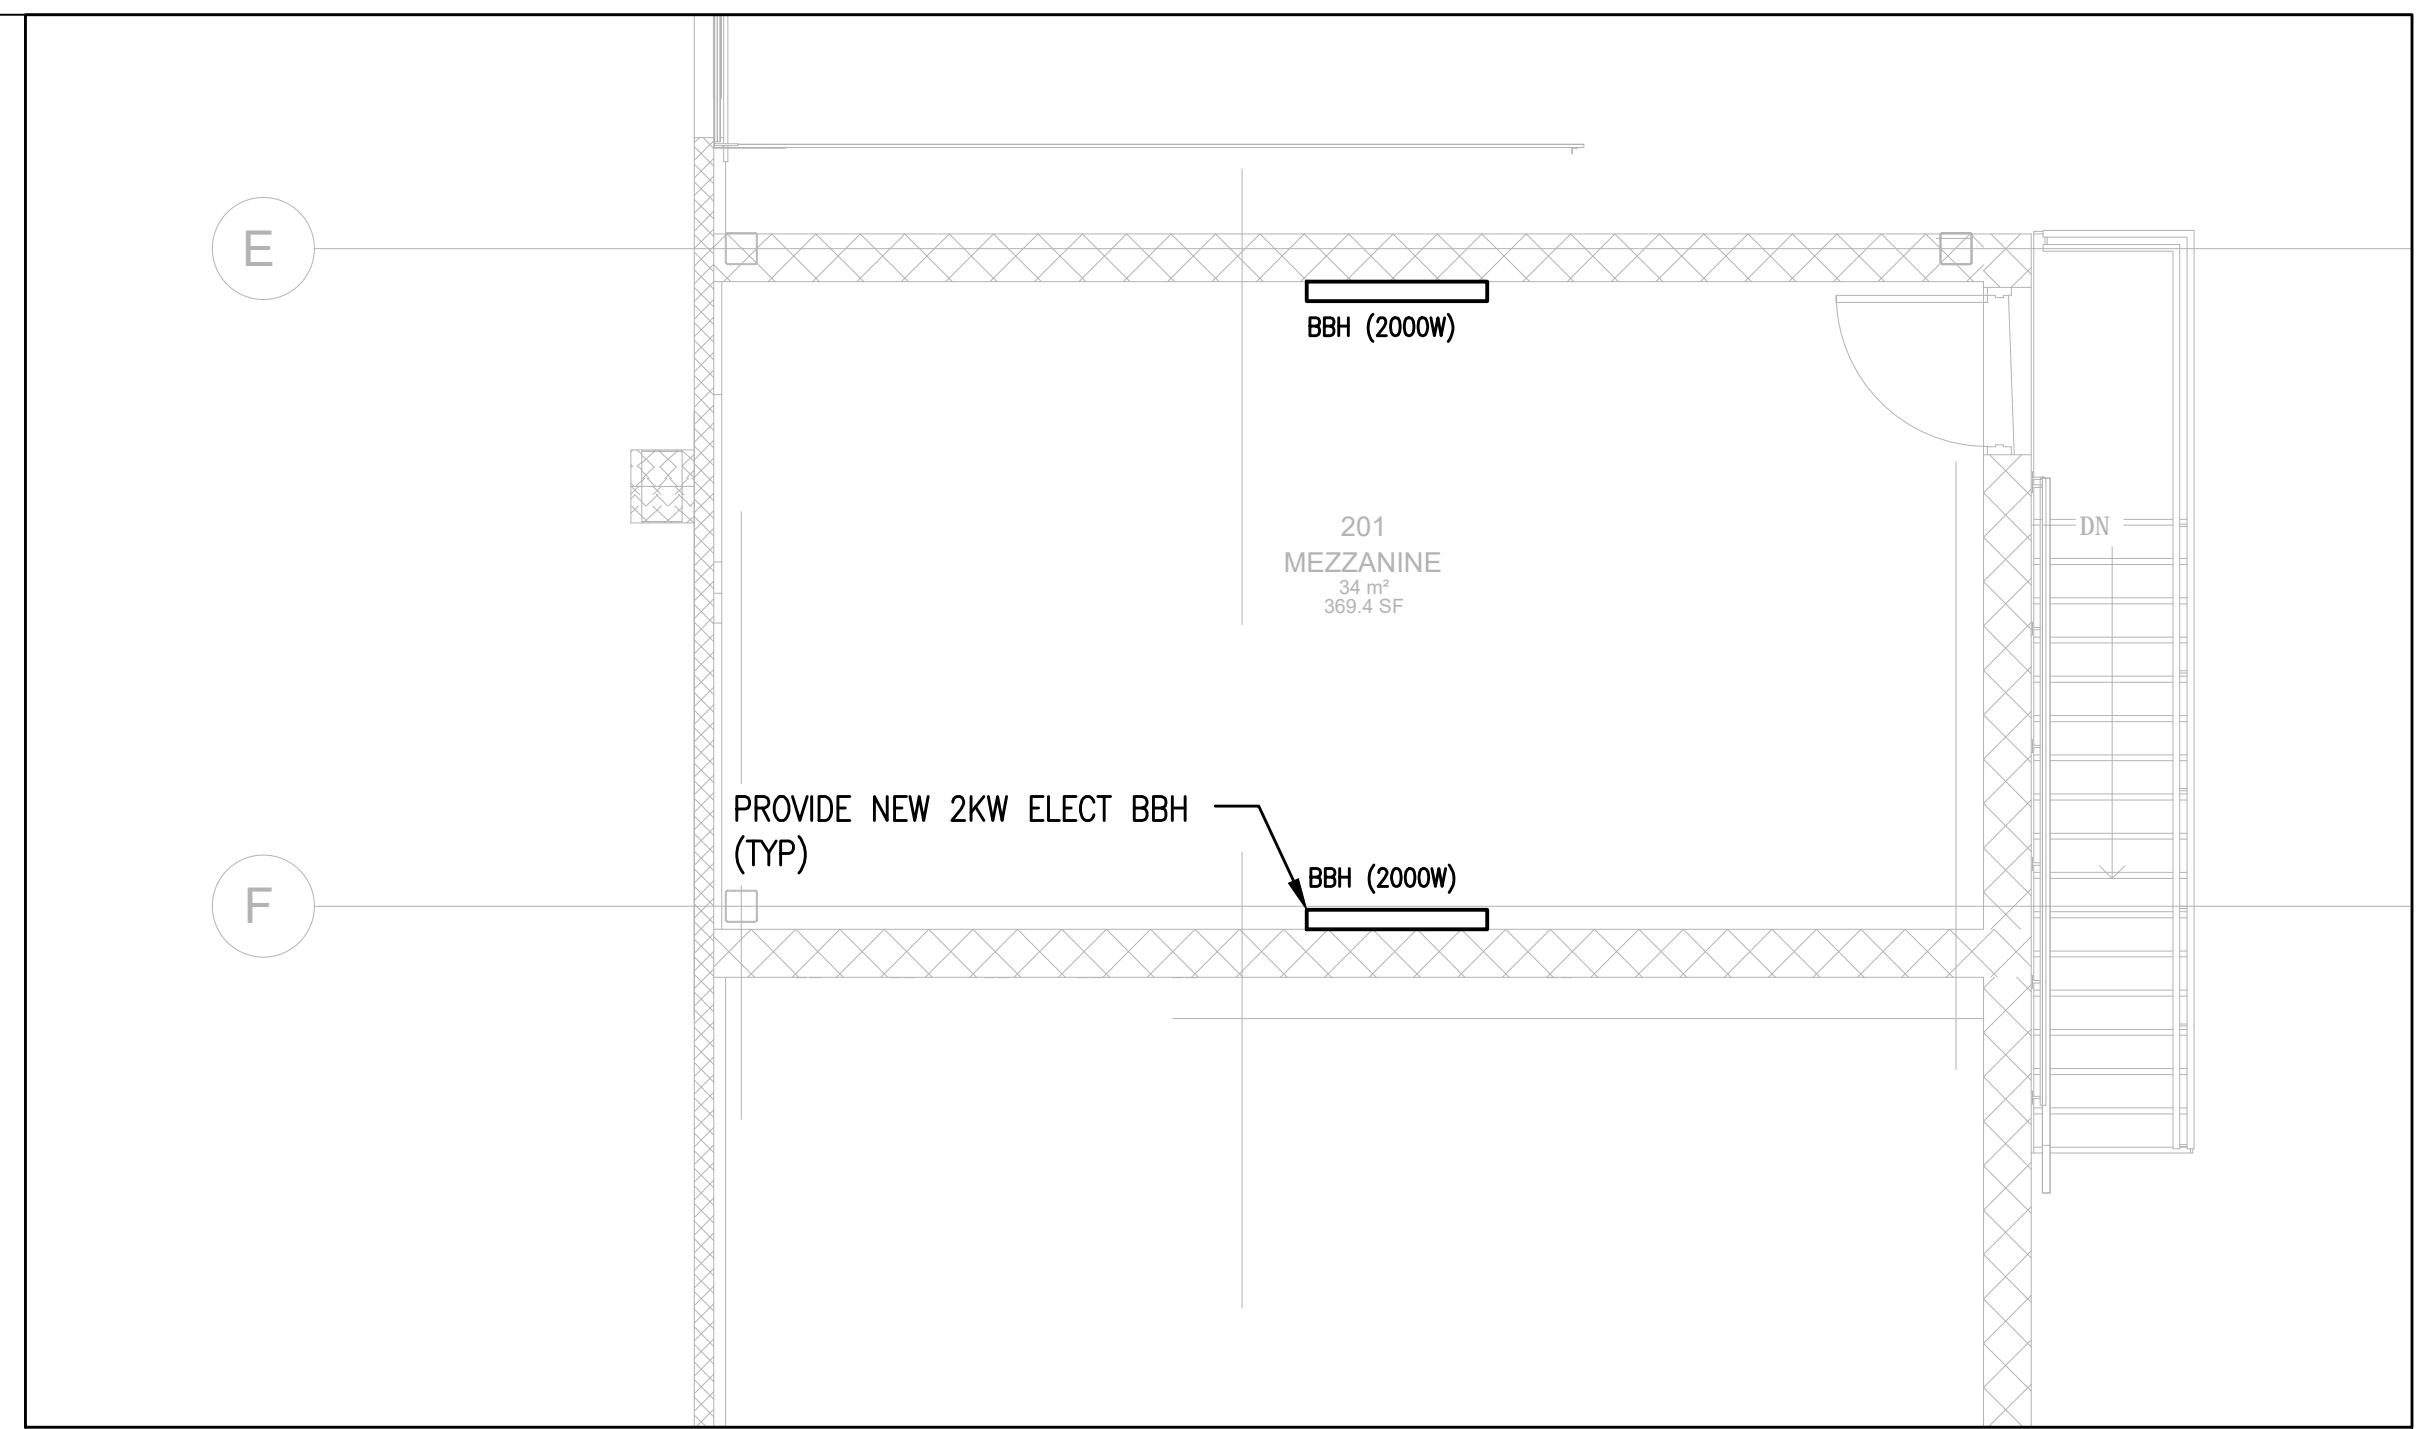 E
BBH (2000W)
201
MEZZANINE
34 m²
369.4 SF
DN
PROVIDE NEW 2KW ELECT BBH
(TYP)
BBH (2000W)
F